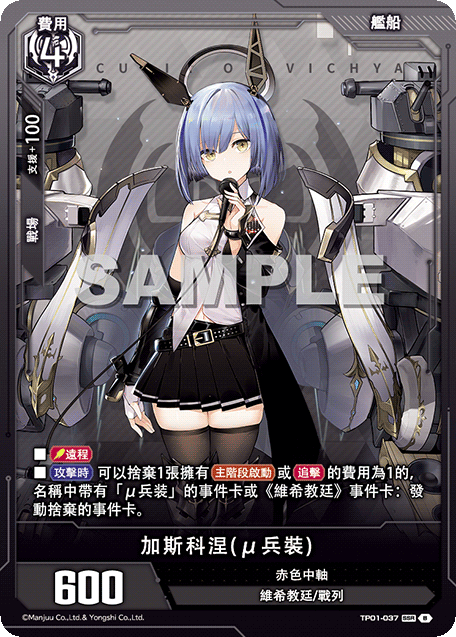 費用
4
艦船
CU
VICHYA
支援+100
戰場
SAMPLE
■ 遠程
■ 攻擊時 可以捨棄1張擁有 主階段啟動 或 追擊 的費用為1的,
名稱中帶有「μ兵装」的事件卡或《維希教廷》事件卡：發
動捨棄的事件卡。
加斯科涅(μ兵裝)
600
赤色中軸
維希教廷/戰列
©Manjuu Co.,Ltd.& Yongshi Co.,Ltd.
TP01-037 SSR B